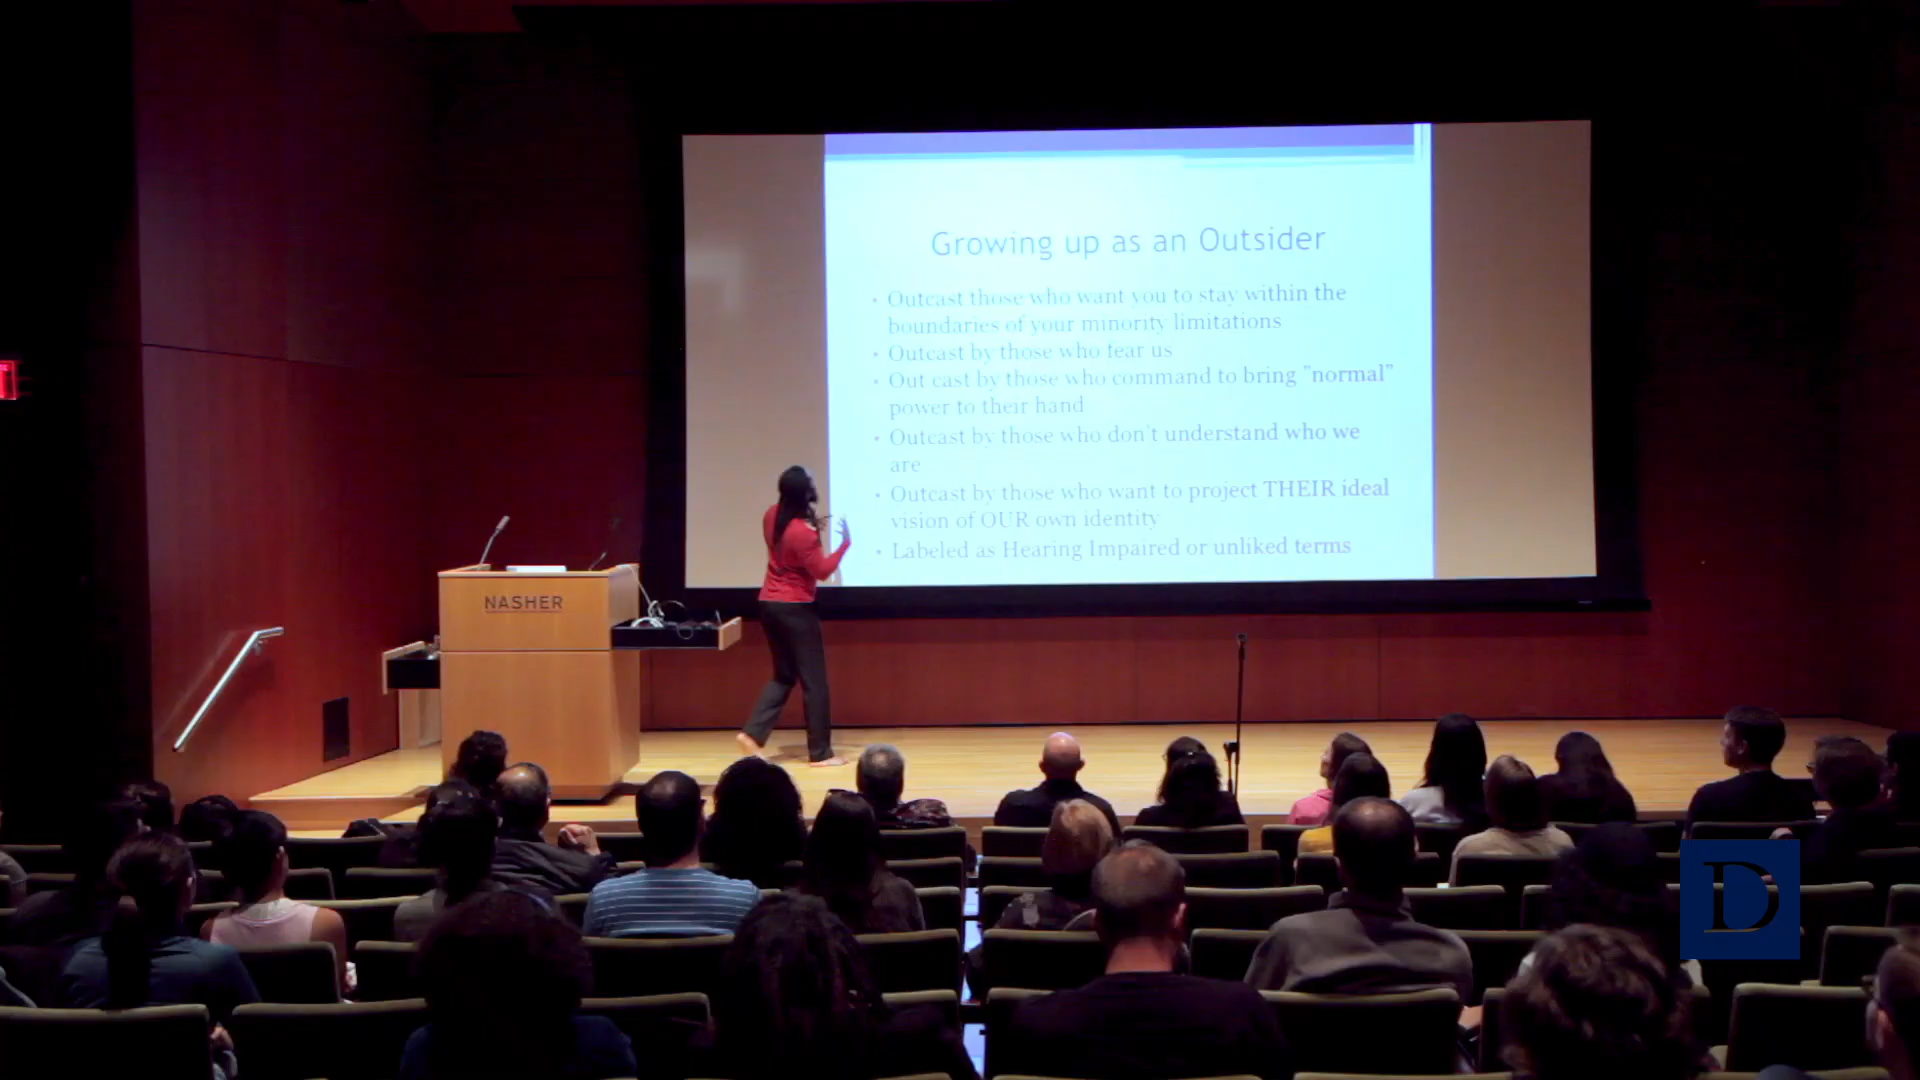 Growing up as an Outsider
• Outcast those who want you to stay within the
boundaries of your minority limitations
• Outcast by those who fear us
• Out cast by those who command to bring "normal"
power to their hand
• Outcast by those who don't understand who we
are
• Outcast by those who want to project THEIR ideal
vision of OUR own identity
• Labeled as Hearing Impaired or unliked terms
NASHER
D